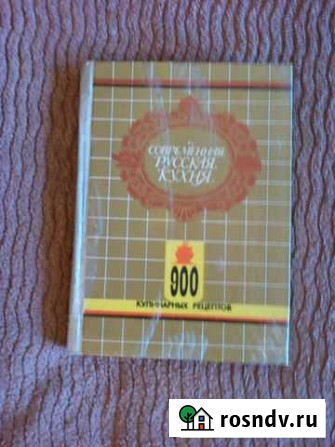 СОВРЕМЕННАЯ
РУССКАЯ
КУХНЯ
900
КУЛИНАРНЫХ РЕЦЕПТОВ
rosndv.ru